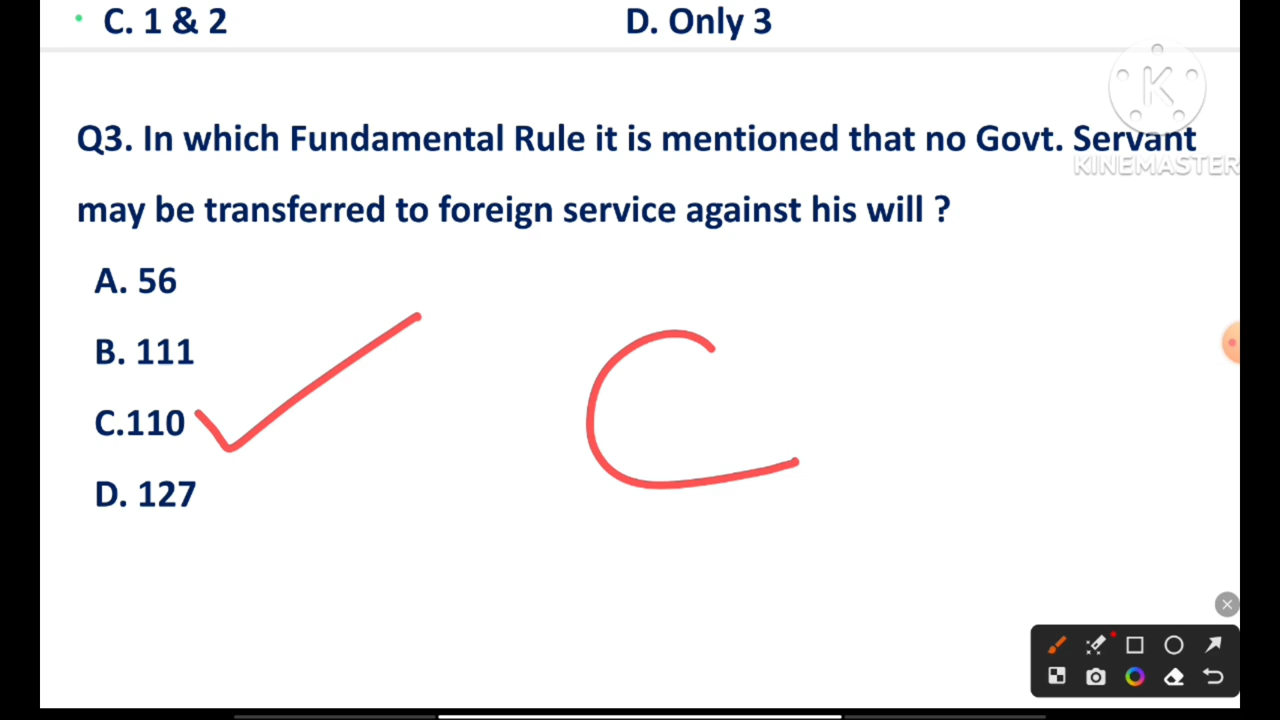 C. 1 & 2 D. Only 3
K
KINEMASTER
Q3. In which Fundamental Rule it is mentioned that no Govt. Servant
may be transferred to foreign service against his will ?
A. 56
B. 111
C.110
D. 127
C